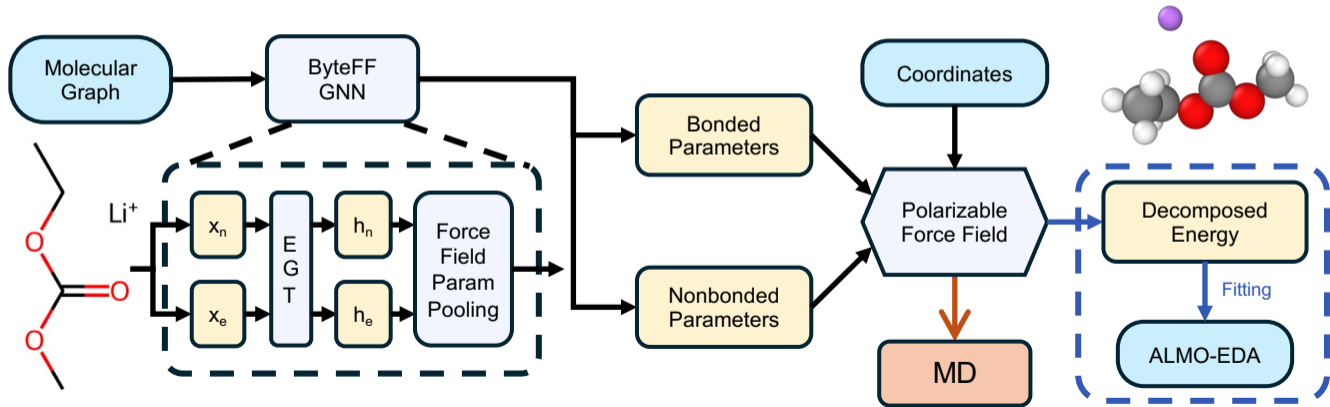 Molecular
Graph
ByteFF
GNN
Coordinates
Bonded
Parameters
Nonbonded
Parameters
Polarizable
Force Field
MD
Decomposed
Energy
Fitting
ALMO-EDA
Li⁺
O
O
O
xₙ
xₑ
E
G
T
hₙ
hₑ
Force
Field
Param
Pooling